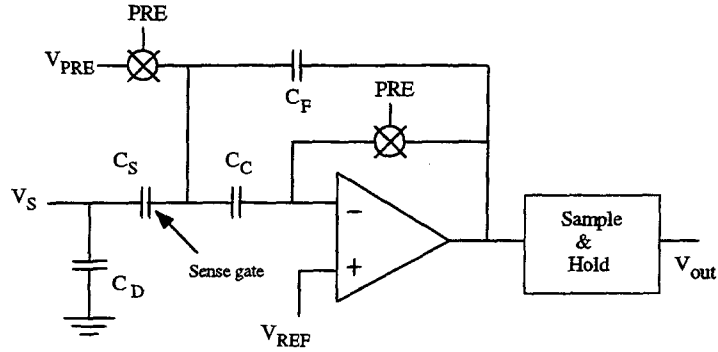 PRE
V_PRE
C_F
PRE
C_S
C_C
V_S
Sense gate
C_D
−
+
V_REF
Sample
&
Hold
V_out